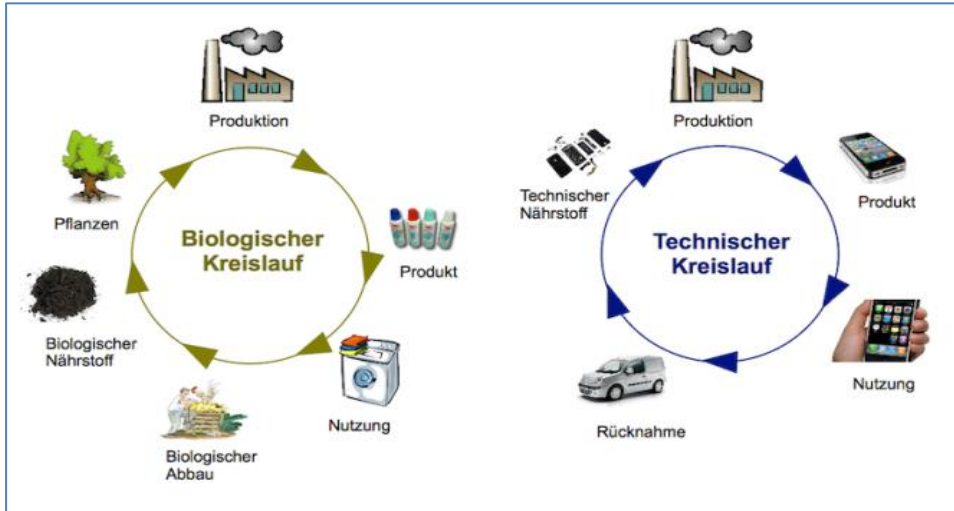 Produktion
Pflanzen
Biologischer
Kreislauf
Produkt
Biologischer
Nährstoff
Nutzung
Biologischer
Abbau
Produktion
Technischer
Nährstoff
Produkt
Technischer
Kreislauf
Nutzung
Rücknahme